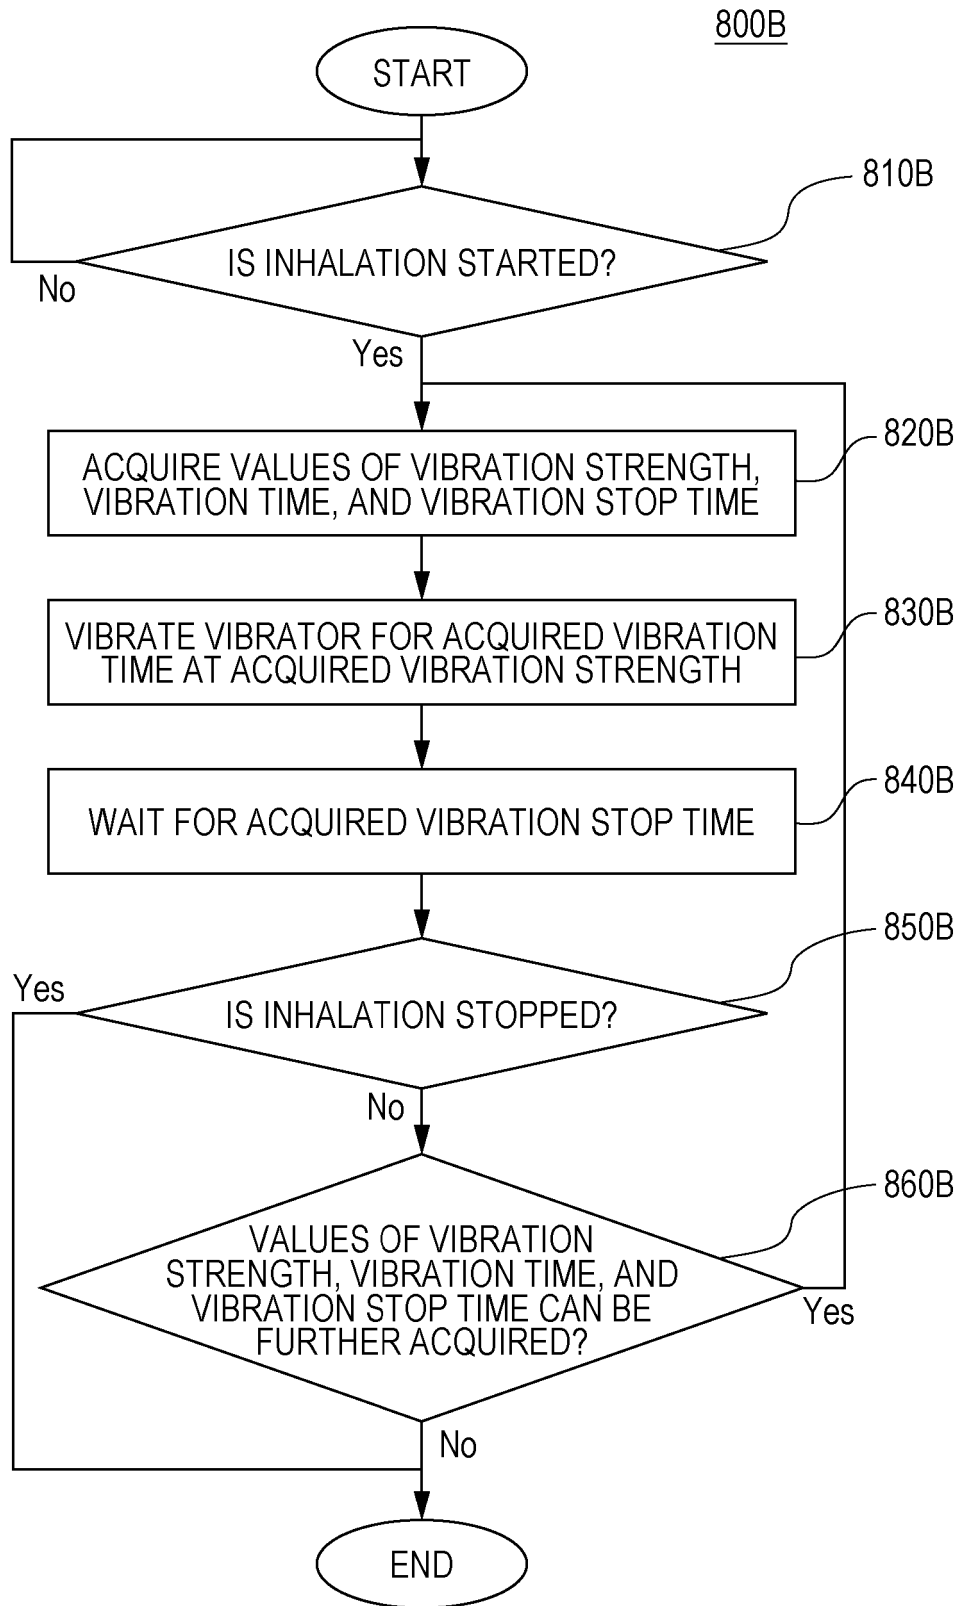 800B
START
810B
IS INHALATION STARTED?
No
Yes
820B
ACQUIRE VALUES OF VIBRATION STRENGTH,
VIBRATION TIME, AND VIBRATION STOP TIME
830B
VIBRATE VIBRATOR FOR ACQUIRED VIBRATION
TIME AT ACQUIRED VIBRATION STRENGTH
840B
WAIT FOR ACQUIRED VIBRATION STOP TIME
850B
Yes
IS INHALATION STOPPED?
No
860B
VALUES OF VIBRATION
STRENGTH, VIBRATION TIME, AND
VIBRATION STOP TIME CAN BE
FURTHER ACQUIRED?
Yes
No
END